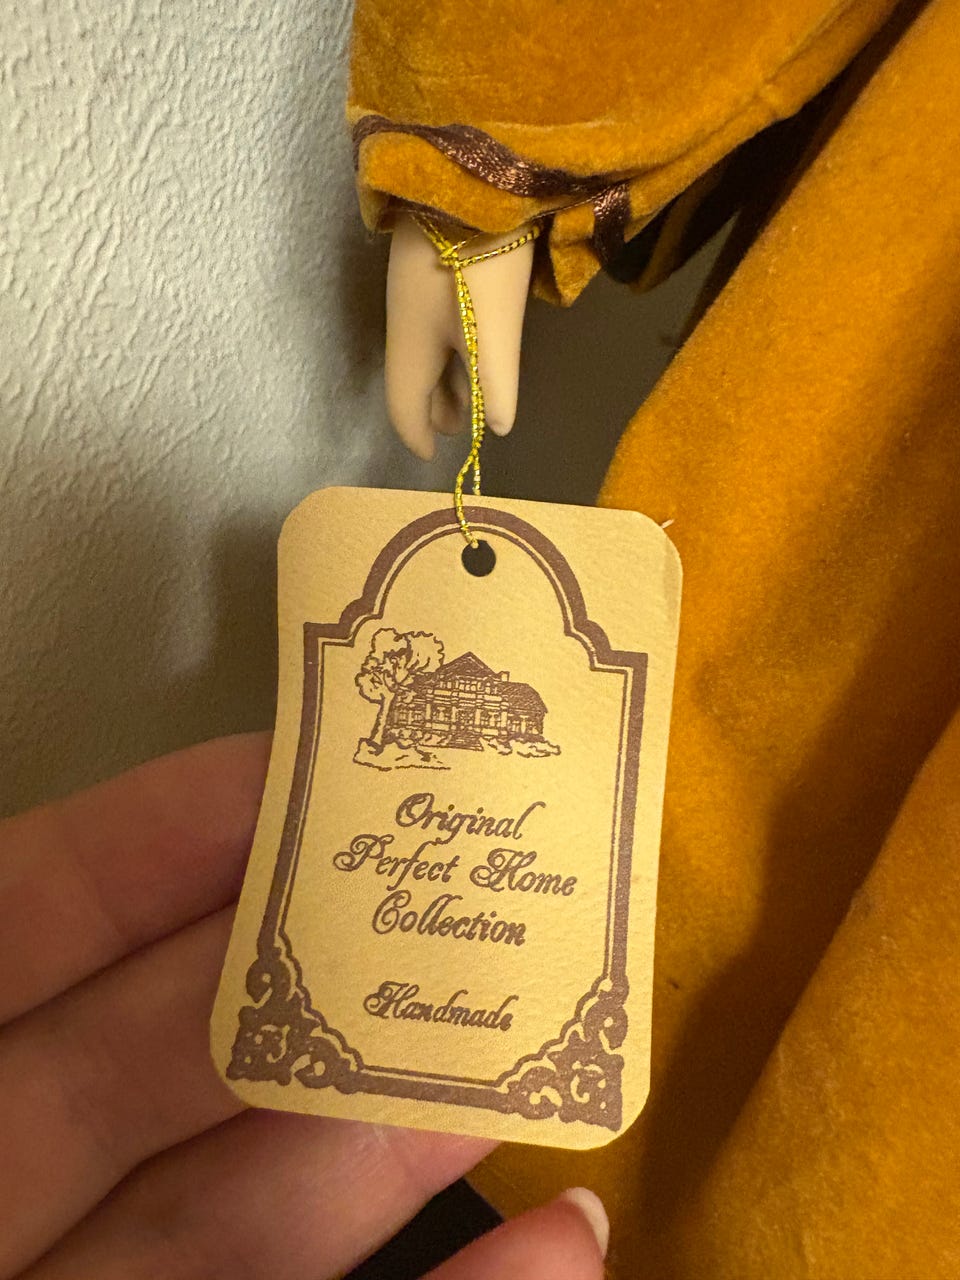 Original
Perfect Home
Collection
Handmade